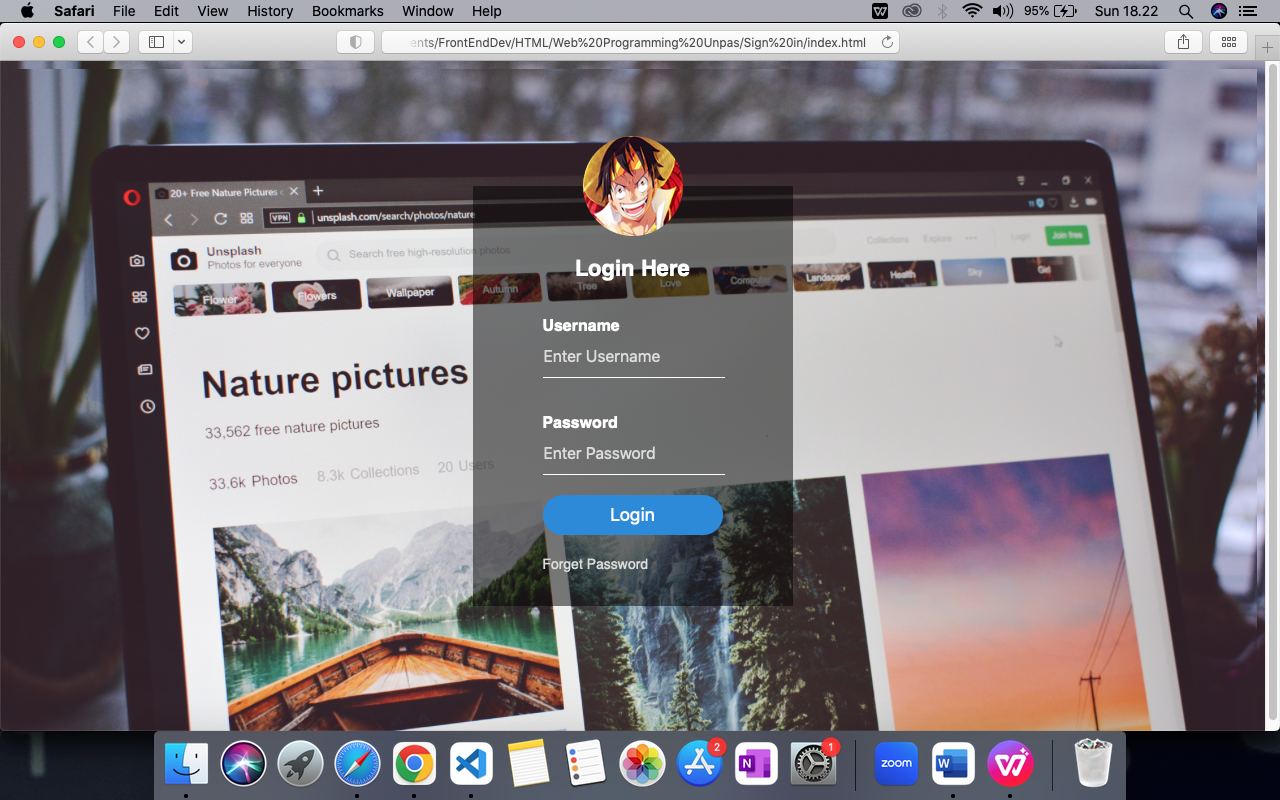 Safari File Edit View History Bookmarks Window Help 95% Sun 18.22
ents/FrontEndDev/HTML/Web%20Programming%20Unpas/Sign%20in/index.html
20+ Free Nature Pictures
VPN unsplash.com/search/photos/nature
Unsplash
Photos for everyone
Search free high-resolution photos
Collections Explore Login Join free
Flower Flowers Wallpaper Autumn Tree Love Computer Landscape Health Sky Girl
Nature pictures
33,562 free nature pictures
33.6k Photos 8.3k Collections 20 Users
Login Here
Username
Enter Username
Password
Enter Password
Login
Forget Password
2
N
1
zoom
W